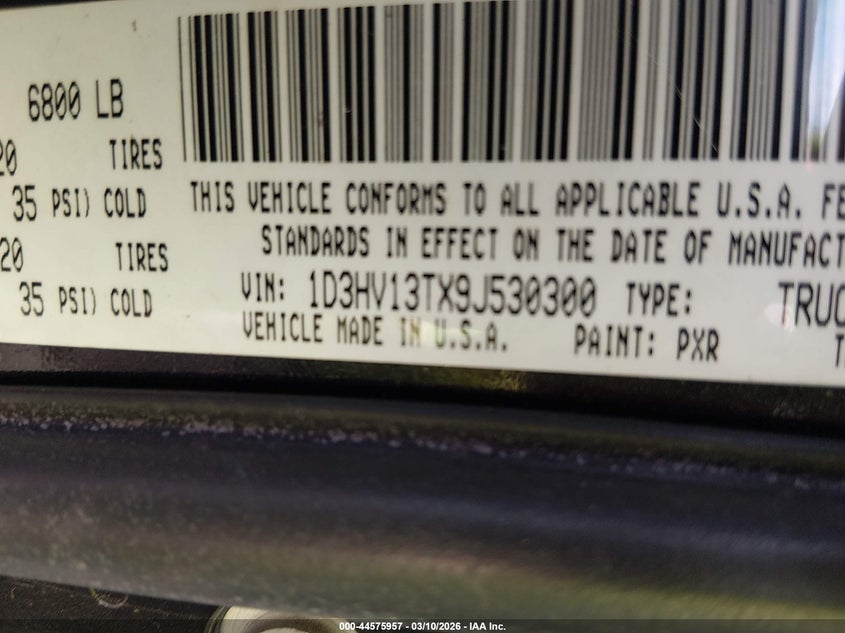 6800 LB
20 TIRES
35 PSI) COLD
20 TIRES
35 PSI) COLD
THIS VEHICLE CONFORMS TO ALL APPLICABLE U.S.A. FE
STANDARDS IN EFFECT ON THE DATE OF MANUFACT
VIN: 1D3HV13TX9J530300 TYPE: TRUC
VEHICLE MADE IN U.S.A. PAINT: PXR
000-44575957 - 03/10/2026 - IAA Inc.